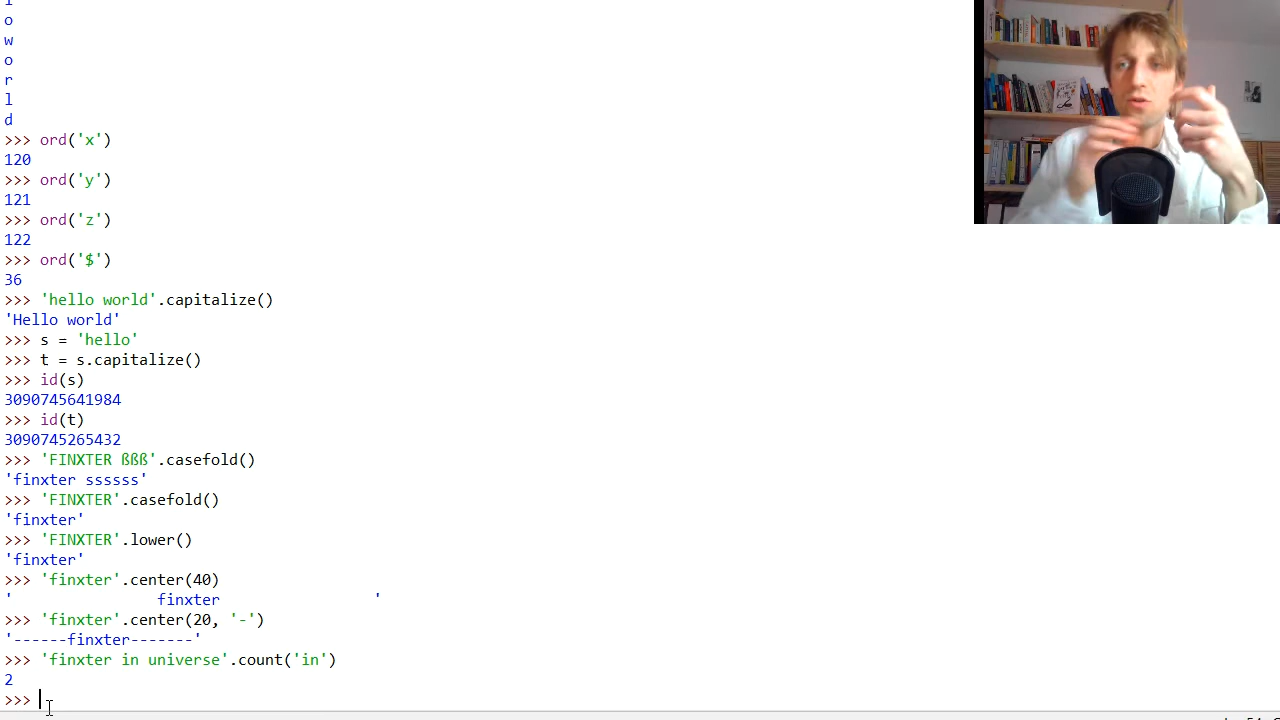 o
w
o
r
l
d
>>> ord('x')
120
>>> ord('y')
121
>>> ord('z')
122
>>> ord('$')
36
>>> 'hello world'.capitalize()
'Hello world'
>>> s = 'hello'
>>> t = s.capitalize()
>>> id(s)
3090745641984
>>> id(t)
3090745265432
>>> 'FINXTER ßßß'.casefold()
'finxter ssssss'
>>> 'FINXTER'.casefold()
'finxter'
>>> 'FINXTER'.lower()
'finxter'
>>> 'finxter'.center(40)
'                finxter                 '
>>> 'finxter'.center(20, '-')
'------finxter-------'
>>> 'finxter in universe'.count('in')
2
>>>